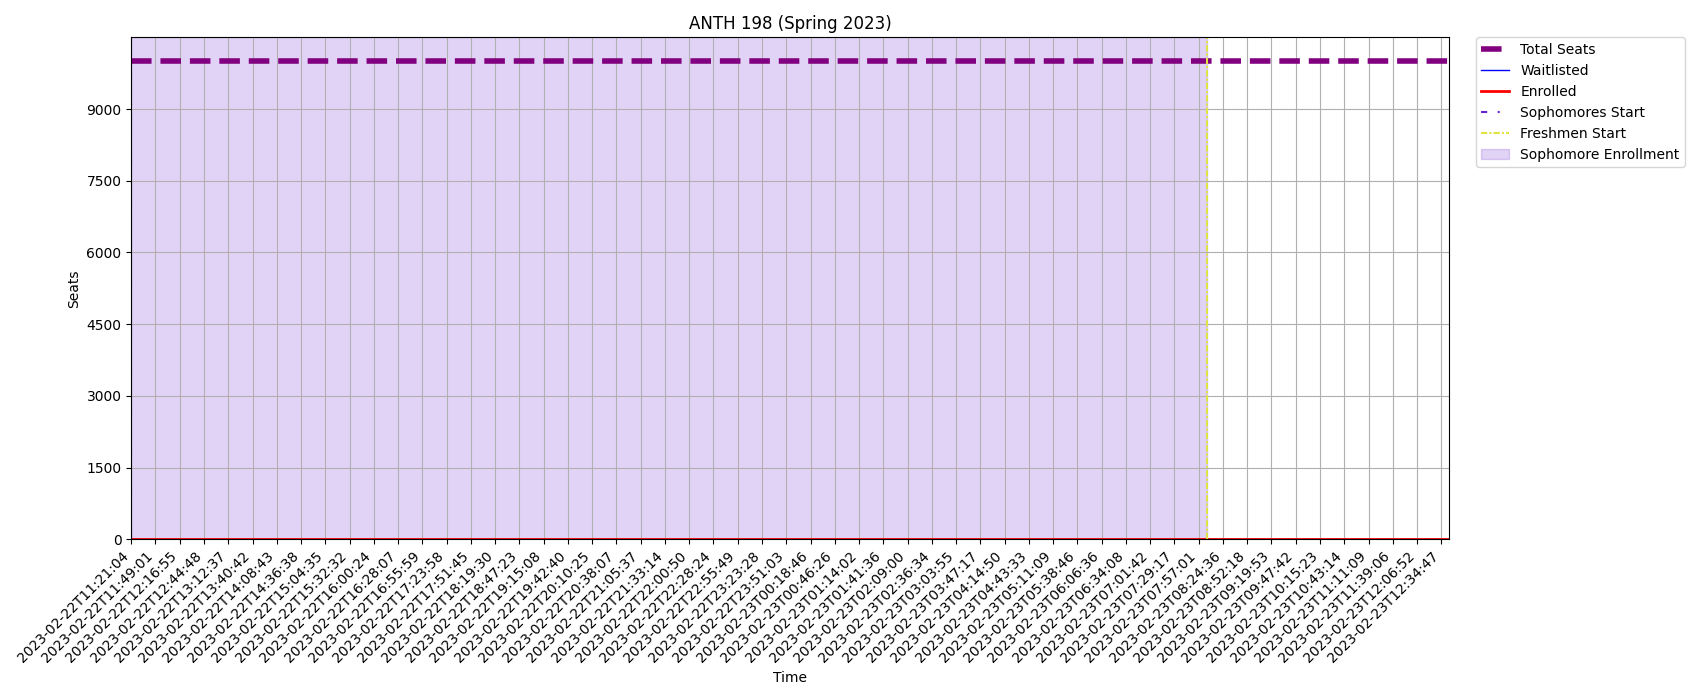 ANTH 198 (Spring 2023)
Total Seats
Waitlisted
Enrolled
Sophomores Start
Freshmen Start
Sophomore Enrollment
Seats
9000
7500
6000
4500
3000
1500
0
2023-02-22T11:21:04
2023-02-22T11:49:01
2023-02-22T12:16:55
2023-02-22T12:44:48
2023-02-22T13:12:37
2023-02-22T13:40:42
2023-02-22T14:08:43
2023-02-22T14:36:38
2023-02-22T15:04:35
2023-02-22T15:32:32
2023-02-22T16:00:24
2023-02-22T16:28:07
2023-02-22T16:55:59
2023-02-22T17:23:58
2023-02-22T17:51:45
2023-02-22T18:19:30
2023-02-22T18:47:23
2023-02-22T19:15:08
2023-02-22T19:42:40
2023-02-22T20:10:25
2023-02-22T20:38:07
2023-02-22T21:05:37
2023-02-22T21:33:14
2023-02-22T22:00:50
2023-02-22T22:28:24
2023-02-22T22:55:49
2023-02-22T23:23:28
2023-02-22T23:51:03
2023-02-23T00:18:46
2023-02-23T00:46:26
2023-02-23T01:14:02
2023-02-23T01:41:36
2023-02-23T02:09:00
2023-02-23T02:36:34
2023-02-23T03:03:55
2023-02-23T03:47:17
2023-02-23T04:14:50
2023-02-23T04:43:33
2023-02-23T05:11:09
2023-02-23T05:38:46
2023-02-23T06:06:36
2023-02-23T06:34:08
2023-02-23T07:01:42
2023-02-23T07:29:17
2023-02-23T07:57:01
2023-02-23T08:24:36
2023-02-23T08:52:18
2023-02-23T09:19:53
2023-02-23T09:47:42
2023-02-23T10:15:23
2023-02-23T10:43:14
2023-02-23T11:11:09
2023-02-23T11:39:06
2023-02-23T12:06:52
2023-02-23T12:34:47
Time